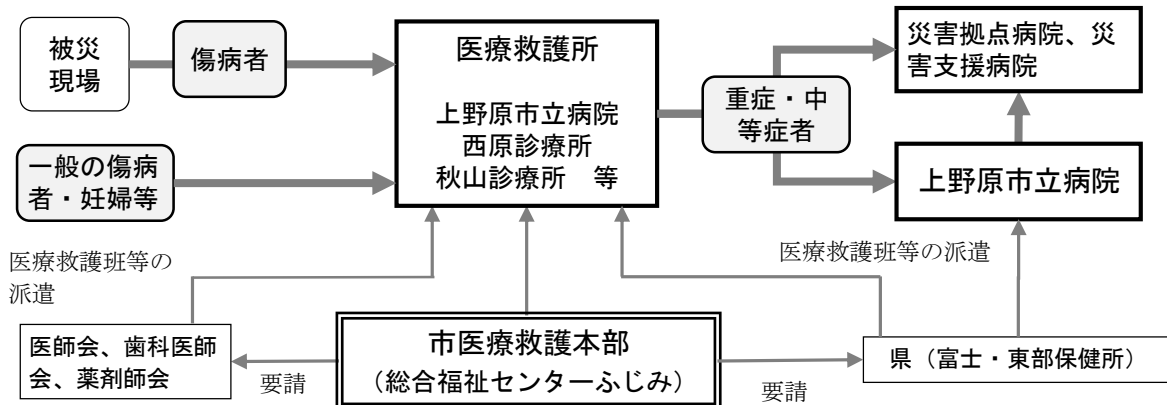 被災
現場
傷病者
医療救護所
上野原市立病院
西原診療所
秋山診療所　等
重症・中
等症者
災害拠点病院、災
害支援病院
一般の傷病
者・妊婦等
上野原市立病院
医療救護班等の
派遣
医療救護班等の派遣
医師会、歯科医師
会、薬剤師会
要請
市医療救護本部
（総合福祉センターふじみ）
要請
県（富士・東部保健所）